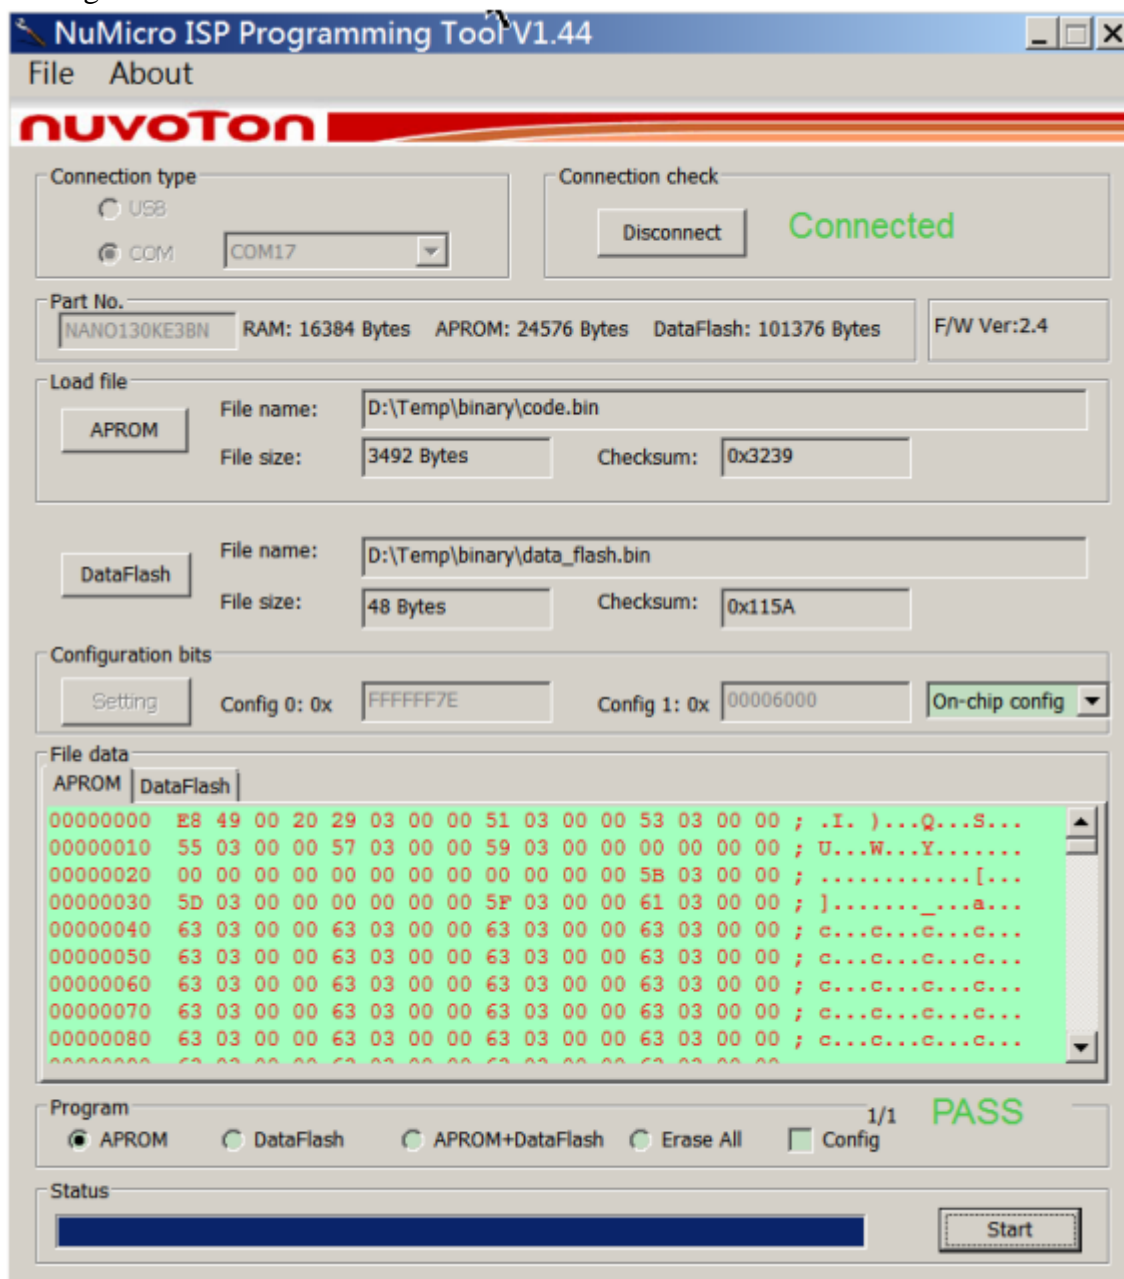 NuMicro ISP Programming Tool V1.44
File About
nuvoTon
Connection type
USB
COM COM17
Connection check
Disconnect Connected
Part No.
NANO130KE3BN RAM: 16384 Bytes APROM: 24576 Bytes DataFlash: 101376 Bytes F/W Ver:2.4
Load file
APROM
File name: D:\Temp\binary\code.bin
File size: 3492 Bytes Checksum: 0x3239
DataFlash
File name: D:\Temp\binary\data_flash.bin
File size: 48 Bytes Checksum: 0x115A
Configuration bits
Setting Config 0: 0x FFFFFF7E Config 1: 0x 00006000 On-chip config
File data
APROM DataFlash
00000000 E8 49 00 20 29 03 00 00 51 03 00 00 53 03 00 00 ; .I. )...Q...S...
00000010 55 03 00 00 57 03 00 00 59 03 00 00 00 00 00 00 ; U...W...Y.......
00000020 00 00 00 00 00 00 00 00 00 00 00 00 5B 03 00 00 ; ............[...
00000030 5D 03 00 00 00 00 00 00 5F 03 00 00 61 03 00 00 ; ]......._...a...
00000040 63 03 00 00 63 03 00 00 63 03 00 00 63 03 00 00 ; c...c...c...c...
00000050 63 03 00 00 63 03 00 00 63 03 00 00 63 03 00 00 ; c...c...c...c...
00000060 63 03 00 00 63 03 00 00 63 03 00 00 63 03 00 00 ; c...c...c...c...
00000070 63 03 00 00 63 03 00 00 63 03 00 00 63 03 00 00 ; c...c...c...c...
00000080 63 03 00 00 63 03 00 00 63 03 00 00 63 03 00 00 ; c...c...c...c...
Program 1/1 PASS
APROM DataFlash APROM+DataFlash Erase All Config
Status
Start